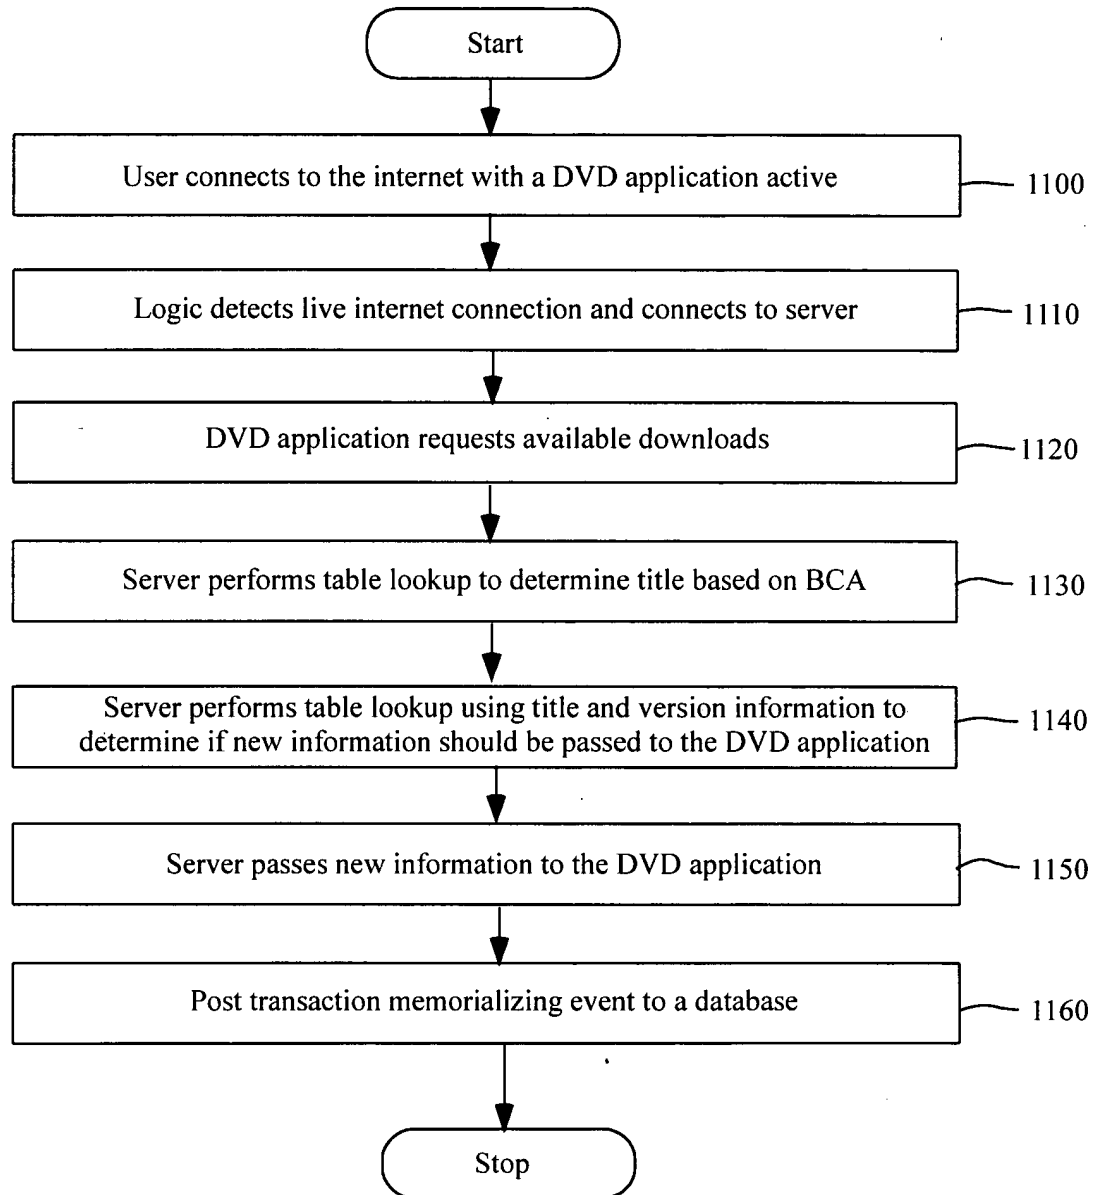 Start
User connects to the internet with a DVD application active
1100
Logic detects live internet connection and connects to server
1110
DVD application requests available downloads
1120
Server performs table lookup to determine title based on BCA
1130
Server performs table lookup using title and version information to
determine if new information should be passed to the DVD application
1140
Server passes new information to the DVD application
1150
Post transaction memorializing event to a database
1160
Stop